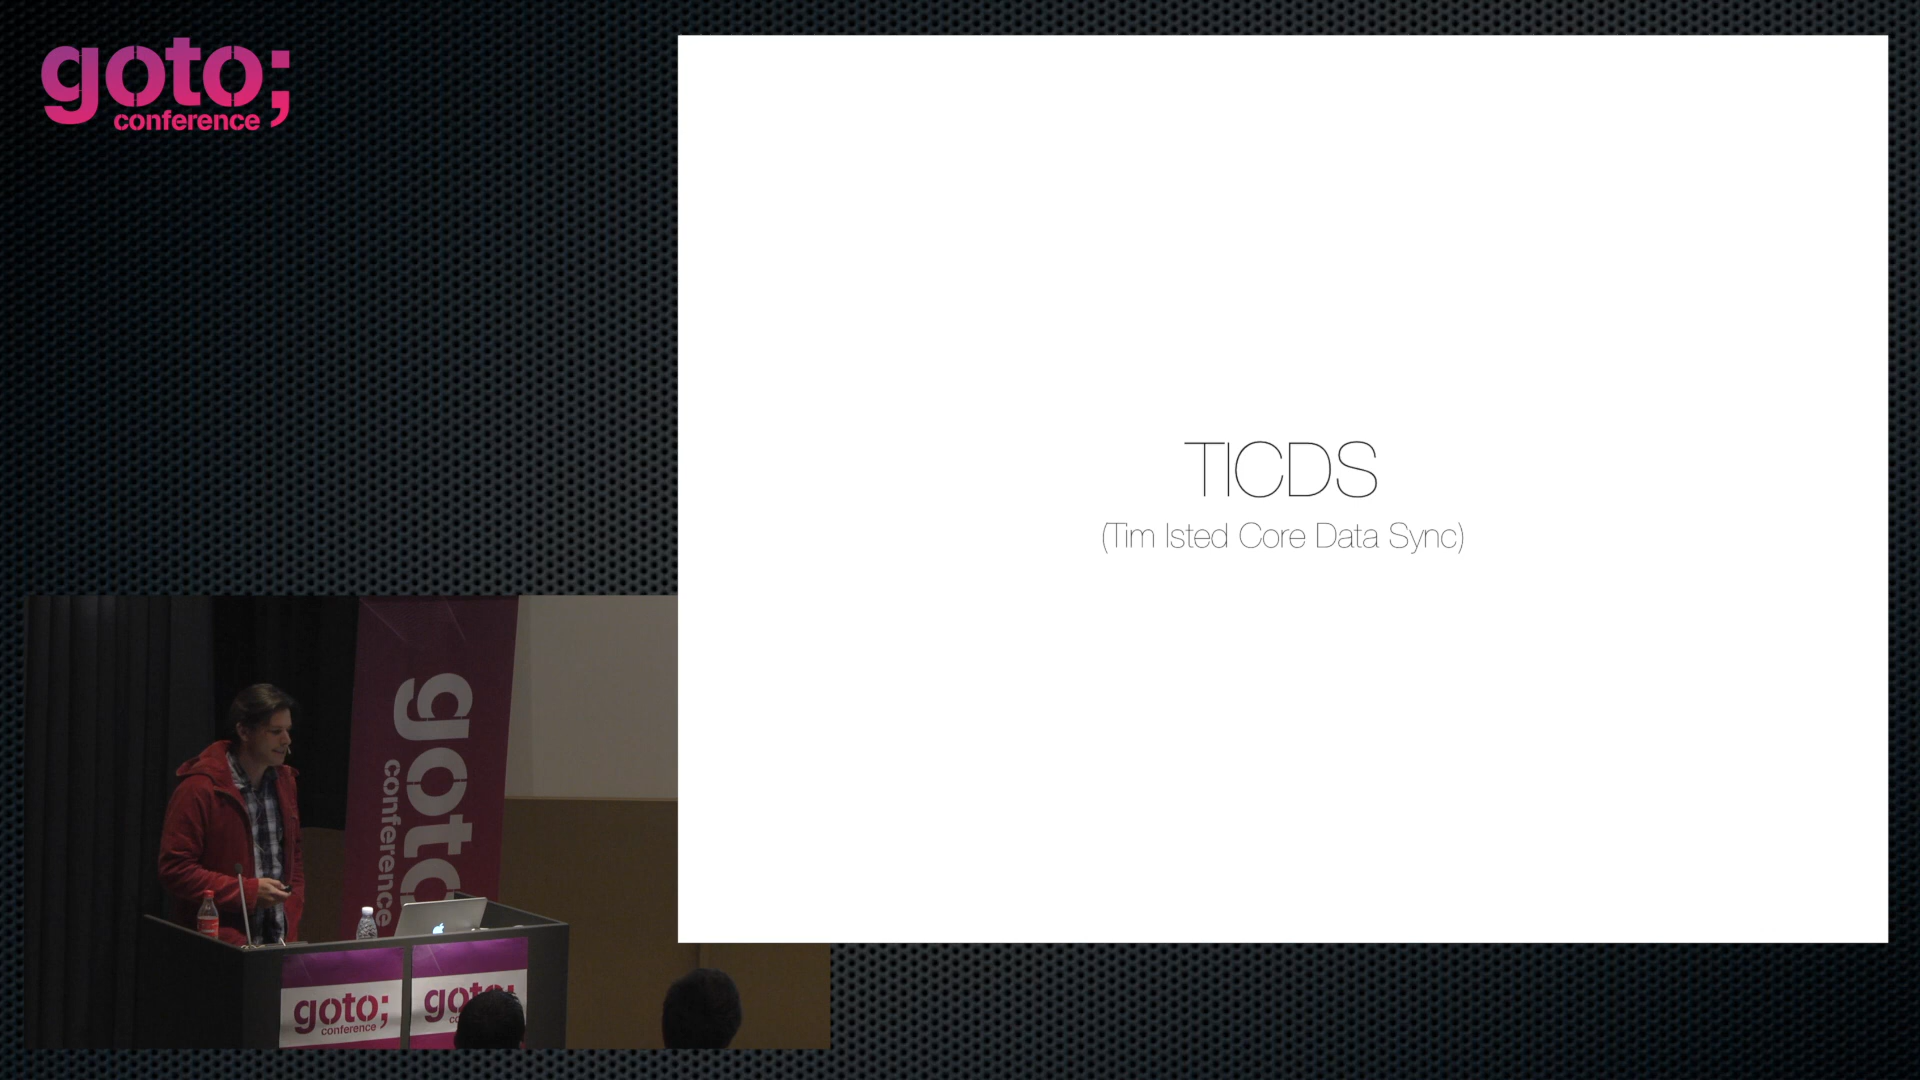 goto;
conference
TICDS
(Tim Isted Core Data Sync)
goto
conference
goto;
conference
goto;